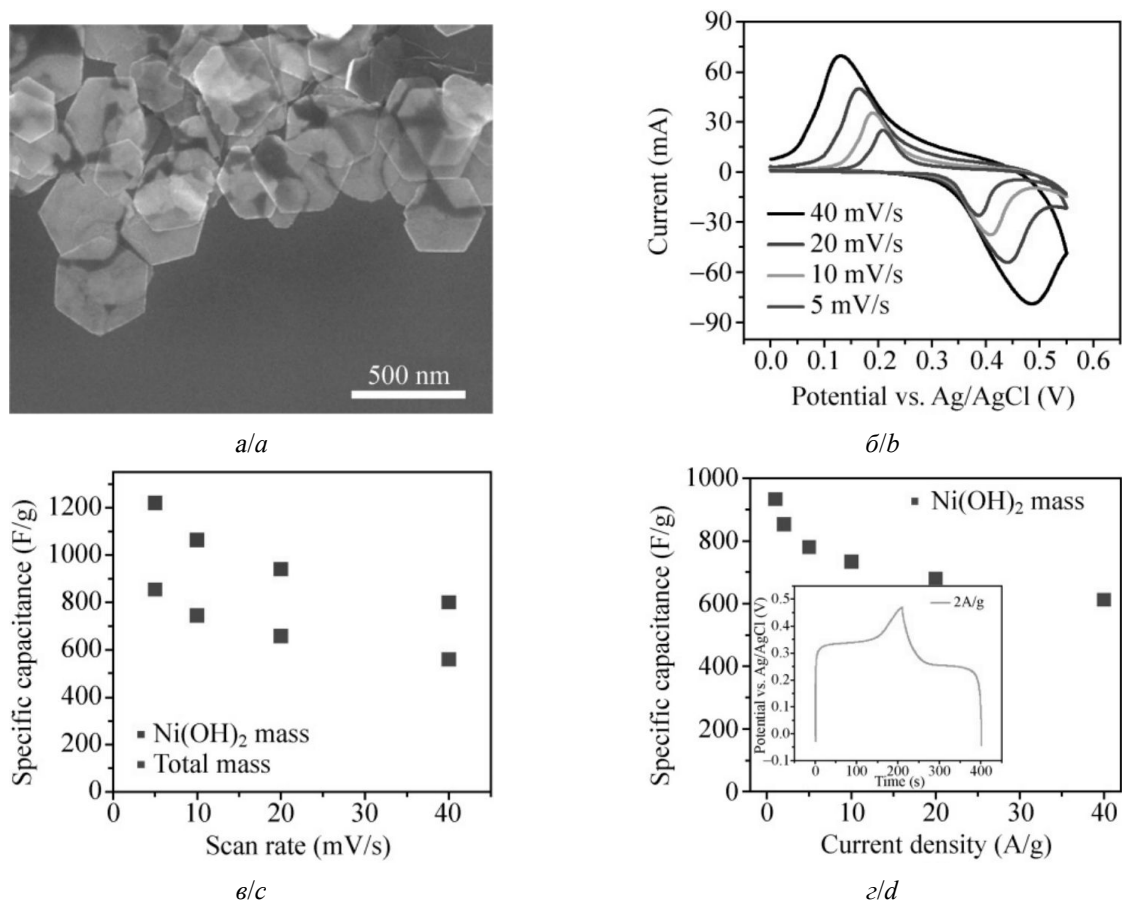 500 nm
а/a
90
60
30
0
–30
–60
–90
Current (mA)
40 mV/s
20 mV/s
10 mV/s
5 mV/s
0.0 0.1 0.2 0.3 0.4 0.5 0.6
Potential vs. Ag/AgCl (V)
б/b
1200
1000
800
600
400
200
0
Specific capacitance (F/g)
Ni(OH)₂ mass
Total mass
0 10 20 30 40
Scan rate (mV/s)
в/c
1000
800
600
400
200
0
Specific capacitance (F/g)
Ni(OH)₂ mass
0.5
0.4
0.3
0.2
0.1
0.0
–0.1
Potential vs. Ag/AgCl (V)
2A/g
0 100 200 300 400
Time (s)
0 10 20 30 40
Current density (A/g)
г/d